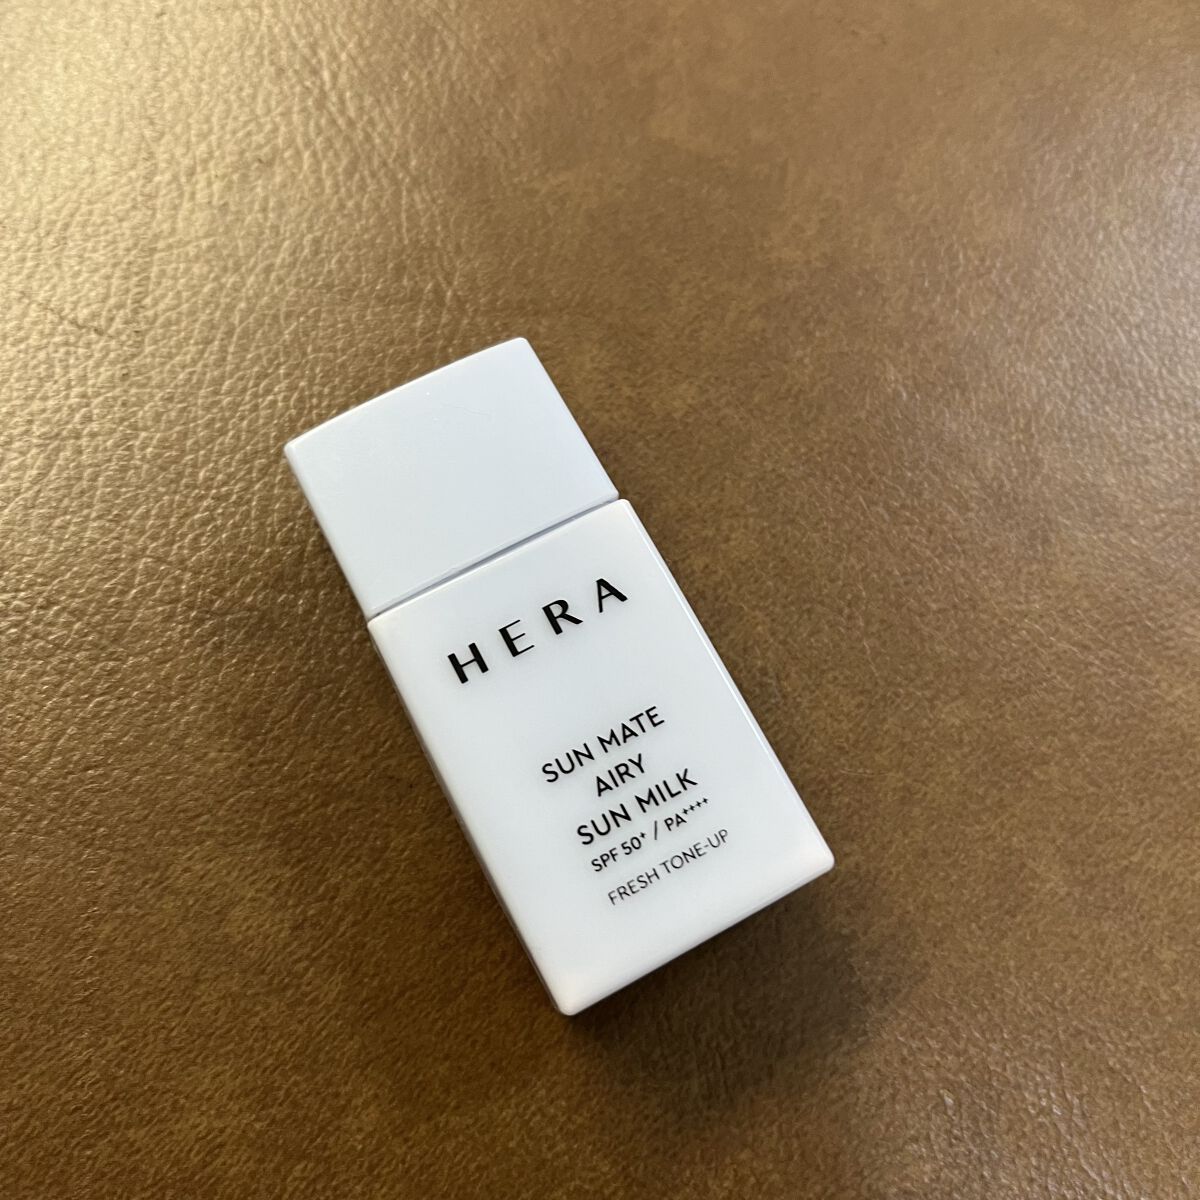 HERA
SUN MATE
AIRY
SUN MILK
SPF 50+ / PA++++
FRESH TONE-UP